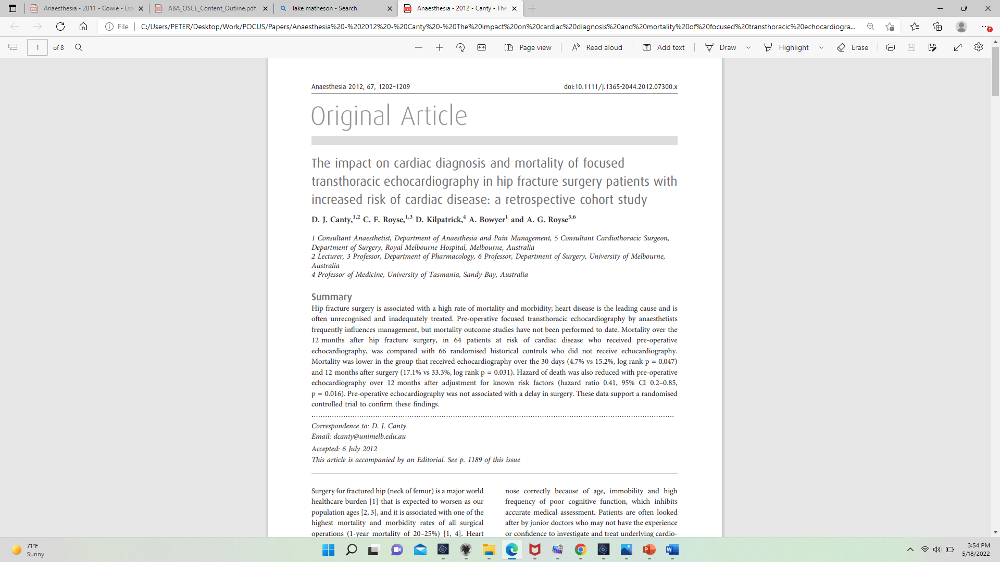 Anaesthesia - 2011 - Cowie - Eva
ABA_OSCE_Content_Outline.pdf
lake matheson - Search
Anaesthesia - 2012 - Canty - The
File
C:/Users/PETER/Desktop/Work/POCUS/Papers/Anaesthesia%20-%202012%20-%20Canty%20-%20The%20impact%20on%20cardiac%20diagnosis%20and%20mortality%20of%20focused%20transthoracic%20echocardiogra...
1 of 8
Page view
Read aloud
Add text
Draw
Highlight
Erase
Anaesthesia 2012, 67, 1202–1209
doi:10.1111/j.1365-2044.2012.07300.x
Original Article
The impact on cardiac diagnosis and mortality of focused
transthoracic echocardiography in hip fracture surgery patients with
increased risk of cardiac disease: a retrospective cohort study
D. J. Canty,1,2 C. F. Royse,1,3 D. Kilpatrick,4 A. Bowyer1 and A. G. Royse5,6
1 Consultant Anaesthetist, Department of Anaesthesia and Pain Management, 5 Consultant Cardiothoracic Surgeon,
Department of Surgery, Royal Melbourne Hospital, Melbourne, Australia
2 Lecturer, 3 Professor, Department of Pharmacology, 6 Professor, Department of Surgery, University of Melbourne,
Australia
4 Professor of Medicine, University of Tasmania, Sandy Bay, Australia
Summary
Hip fracture surgery is associated with a high rate of mortality and morbidity; heart disease is the leading cause and is
often unrecognised and inadequately treated. Pre-operative focused transthoracic echocardiography by anaesthetists
frequently influences management, but mortality outcome studies have not been performed to date. Mortality over the
12 months after hip fracture surgery, in 64 patients at risk of cardiac disease who received pre-operative
echocardiography, was compared with 66 randomised historical controls who did not receive echocardiography.
Mortality was lower in the group that received echocardiography over the 30 days (4.7% vs 15.2%, log rank p = 0.047)
and 12 months after surgery (17.1% vs 33.3%, log rank p = 0.031). Hazard of death was also reduced with pre-operative
echocardiography over 12 months after adjustment for known risk factors (hazard ratio 0.41, 95% CI 0.2–0.85,
p = 0.016). Pre-operative echocardiography was not associated with a delay in surgery. These data support a randomised
controlled trial to confirm these findings.
Correspondence to: D. J. Canty
Email: dcanty@unimelb.edu.au
Accepted: 6 July 2012
This article is accompanied by an Editorial. See p. 1189 of this issue
Surgery for fractured hip (neck of femur) is a major world
healthcare burden [1] that is expected to worsen as our
population ages [2, 3], and it is associated with one of the
highest mortality and morbidity rates of all surgical
operations (1-year mortality of 20–25%) [1, 4]. Heart
nose correctly because of age, immobility and high
frequency of poor cognitive function, which inhibits
accurate medical assessment. Patients are often looked
after by junior doctors who may not have the experience
or confidence to investigate and treat underlying cardio-
71°F
Sunny
3:54 PM
5/18/2022